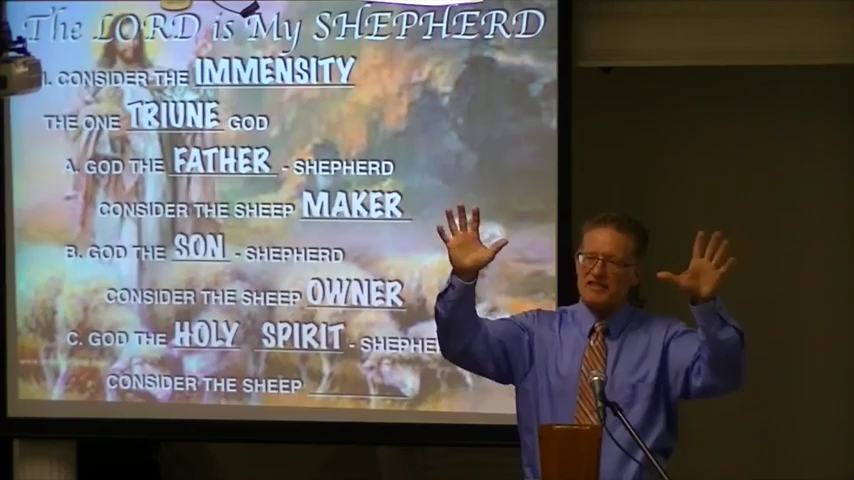 The LORD is My SHEPHERD
1. CONSIDER THE IMMENSITY
THE ONE TRIUNE GOD
A. GOD THE FATHER - SHEPHERD
CONSIDER THE SHEEP MAKER
B. GOD THE SON - SHEPHERD
CONSIDER THE SHEEP OWNER
C. GOD THE HOLY SPIRIT - SHEPHE
CONSIDER THE SHEEP